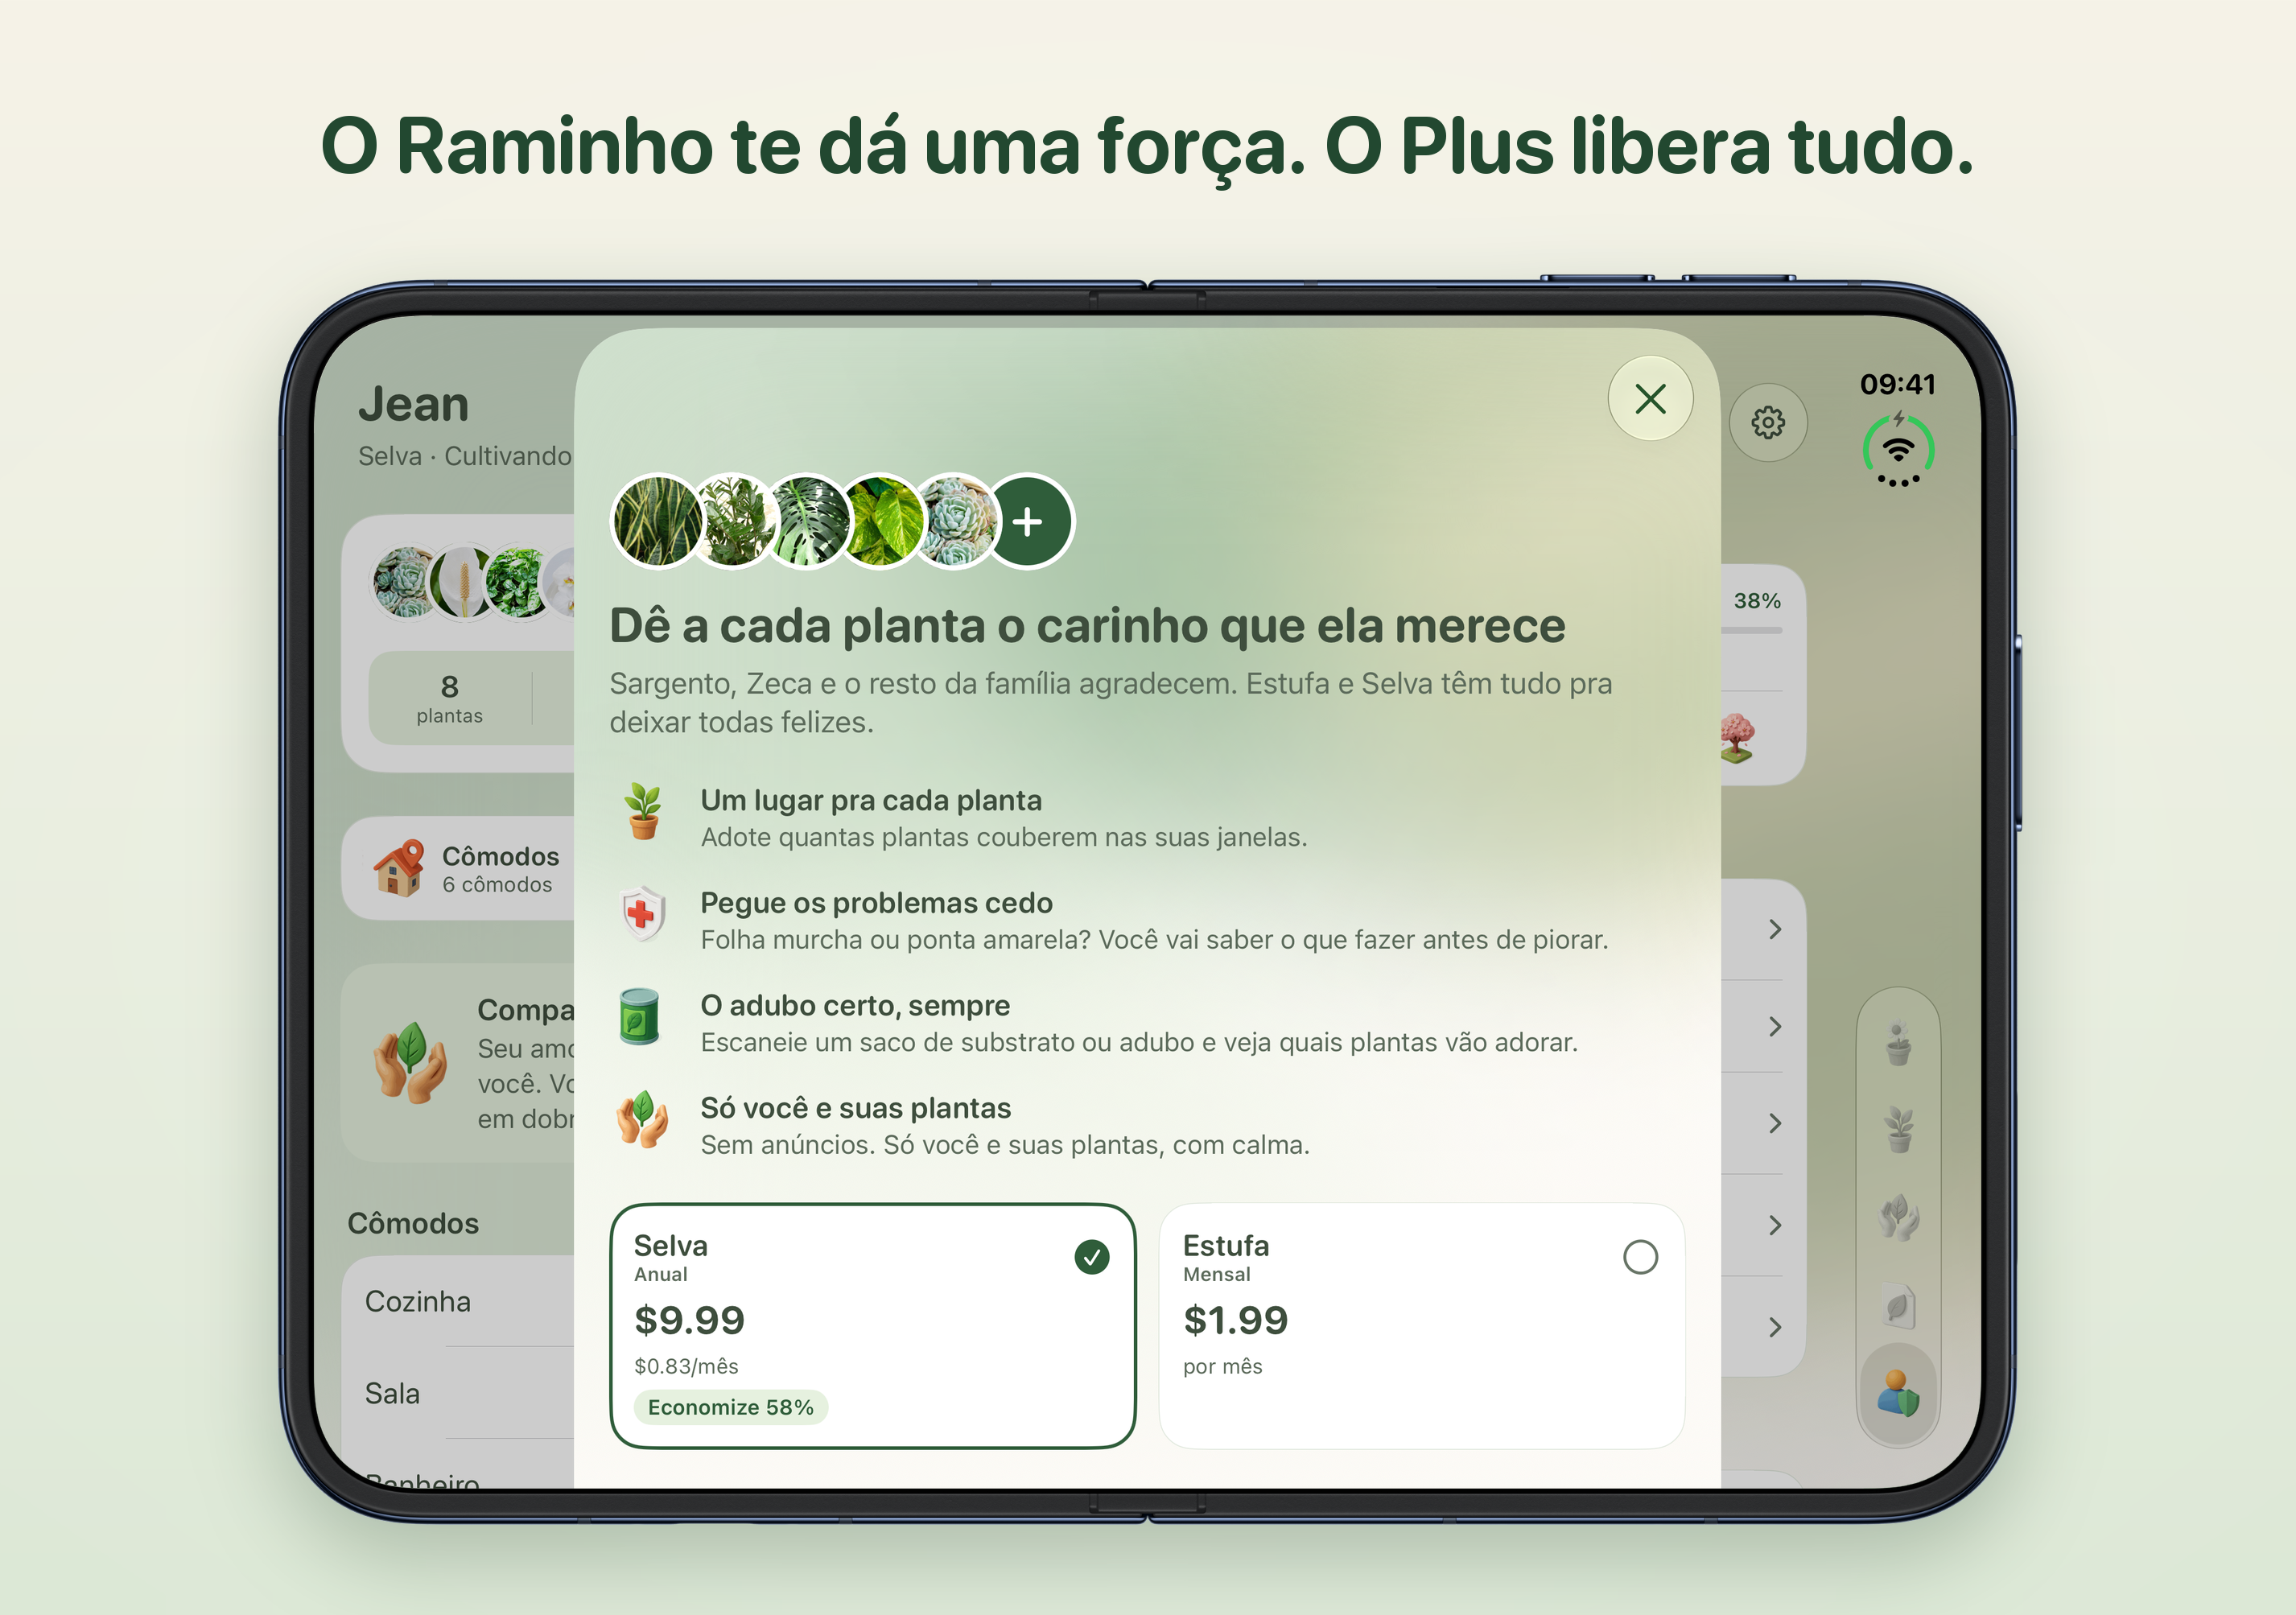 O Raminho te dá uma força. O Plus libera tudo.
Jean
Selva · Cultivando
09:41
8
plantas
38%
Cômodos
6 cômodos
Seu
você.
em
Cômodos
Cozinha
Sala
Banheiro
Dê a cada planta o carinho que ela merece
Sargento, Zeca e o resto da família agradecem. Estufa e Selva têm tudo pra
deixar todas felizes.
Um lugar pra cada planta
Adote quantas plantas couberem nas suas janelas.
Pegue os problemas cedo
Folha murcha ou ponta amarela? Você vai saber o que fazer antes de piorar.
O adubo certo, sempre
Escaneie um saco de substrato ou adubo e veja quais plantas vão adorar.
Só você e suas plantas
Sem anúncios. Só você e suas plantas, com calma.
Selva
Anual
$9.99
$0.83/mês
Economize 58%
Estufa
Mensal
$1.99
por mês